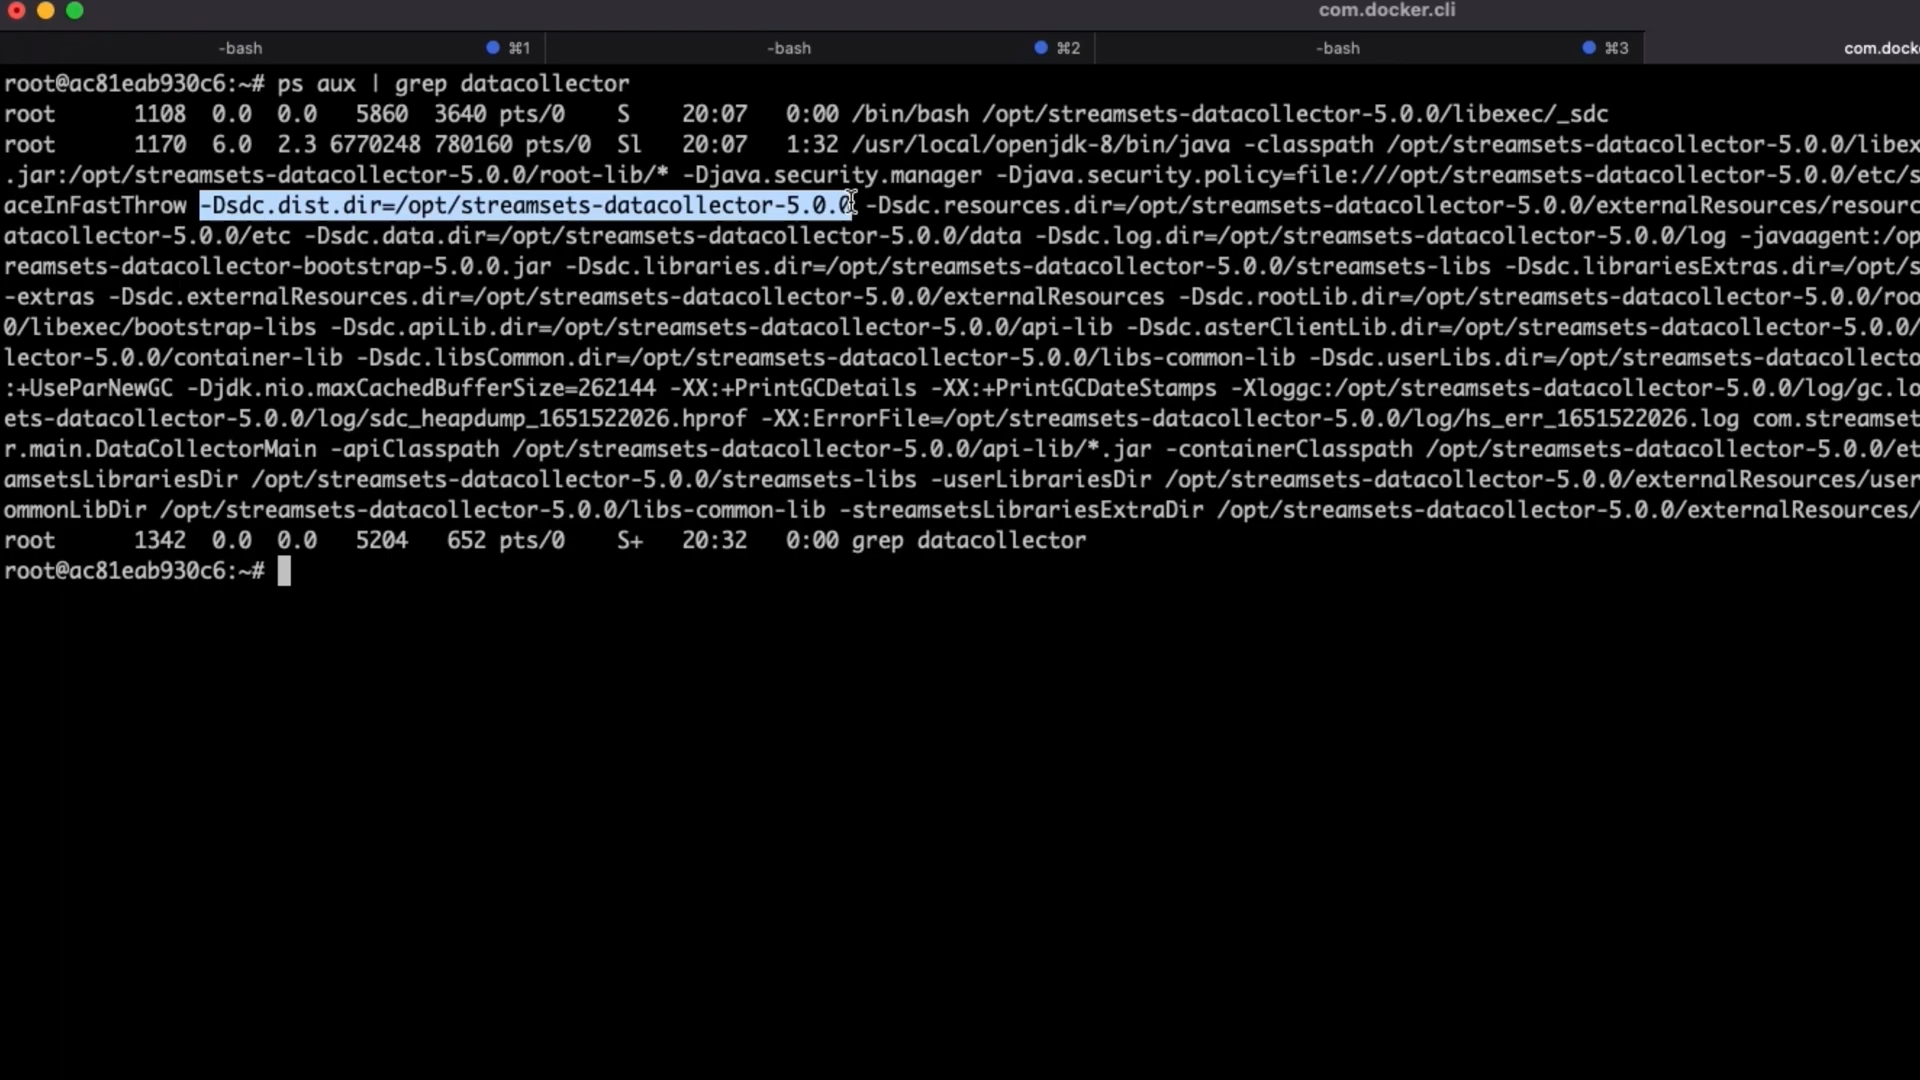 com.docker.cli
-bash ⌘1 -bash ⌘2 -bash ⌘3 com.dock
root@ac81eab930c6:~# ps aux | grep datacollector
root 1108 0.0 0.0 5860 3640 pts/0 S 20:07 0:00 /bin/bash /opt/streamsets-datacollector-5.0.0/libexec/_sdc
root 1170 6.0 2.3 6770248 780160 pts/0 Sl 20:07 1:32 /usr/local/openjdk-8/bin/java -classpath /opt/streamsets-datacollector-5.0.0/libex
.jar:/opt/streamsets-datacollector-5.0.0/root-lib/* -Djava.security.manager -Djava.security.policy=file:///opt/streamsets-datacollector-5.0.0/etc/s
aceInFastThrow -Dsdc.dist.dir=/opt/streamsets-datacollector-5.0.0 -Dsdc.resources.dir=/opt/streamsets-datacollector-5.0.0/externalResources/resourc
atacollector-5.0.0/etc -Dsdc.data.dir=/opt/streamsets-datacollector-5.0.0/data -Dsdc.log.dir=/opt/streamsets-datacollector-5.0.0/log -javaagent:/op
reamsets-datacollector-bootstrap-5.0.0.jar -Dsdc.libraries.dir=/opt/streamsets-datacollector-5.0.0/streamsets-libs -Dsdc.librariesExtras.dir=/opt/s
-extras -Dsdc.externalResources.dir=/opt/streamsets-datacollector-5.0.0/externalResources -Dsdc.rootLib.dir=/opt/streamsets-datacollector-5.0.0/roo
0/libexec/bootstrap-libs -Dsdc.apiLib.dir=/opt/streamsets-datacollector-5.0.0/api-lib -Dsdc.asterClientLib.dir=/opt/streamsets-datacollector-5.0.0/
lector-5.0.0/container-lib -Dsdc.libsCommon.dir=/opt/streamsets-datacollector-5.0.0/libs-common-lib -Dsdc.userLibs.dir=/opt/streamsets-datacollecto
:+UseParNewGC -Djdk.nio.maxCachedBufferSize=262144 -XX:+PrintGCDetails -XX:+PrintGCDateStamps -Xloggc:/opt/streamsets-datacollector-5.0.0/log/gc.lo
ets-datacollector-5.0.0/log/sdc_heapdump_1651522026.hprof -XX:ErrorFile=/opt/streamsets-datacollector-5.0.0/log/hs_err_1651522026.log com.streamset
r.main.DataCollectorMain -apiClasspath /opt/streamsets-datacollector-5.0.0/api-lib/*.jar -containerClasspath /opt/streamsets-datacollector-5.0.0/et
amsetsLibrariesDir /opt/streamsets-datacollector-5.0.0/streamsets-libs -userLibrariesDir /opt/streamsets-datacollector-5.0.0/externalResources/user
ommonLibDir /opt/streamsets-datacollector-5.0.0/libs-common-lib -streamsetsLibrariesExtraDir /opt/streamsets-datacollector-5.0.0/externalResources/
root 1342 0.0 0.0 5204 652 pts/0 S+ 20:32 0:00 grep datacollector
root@ac81eab930c6:~#